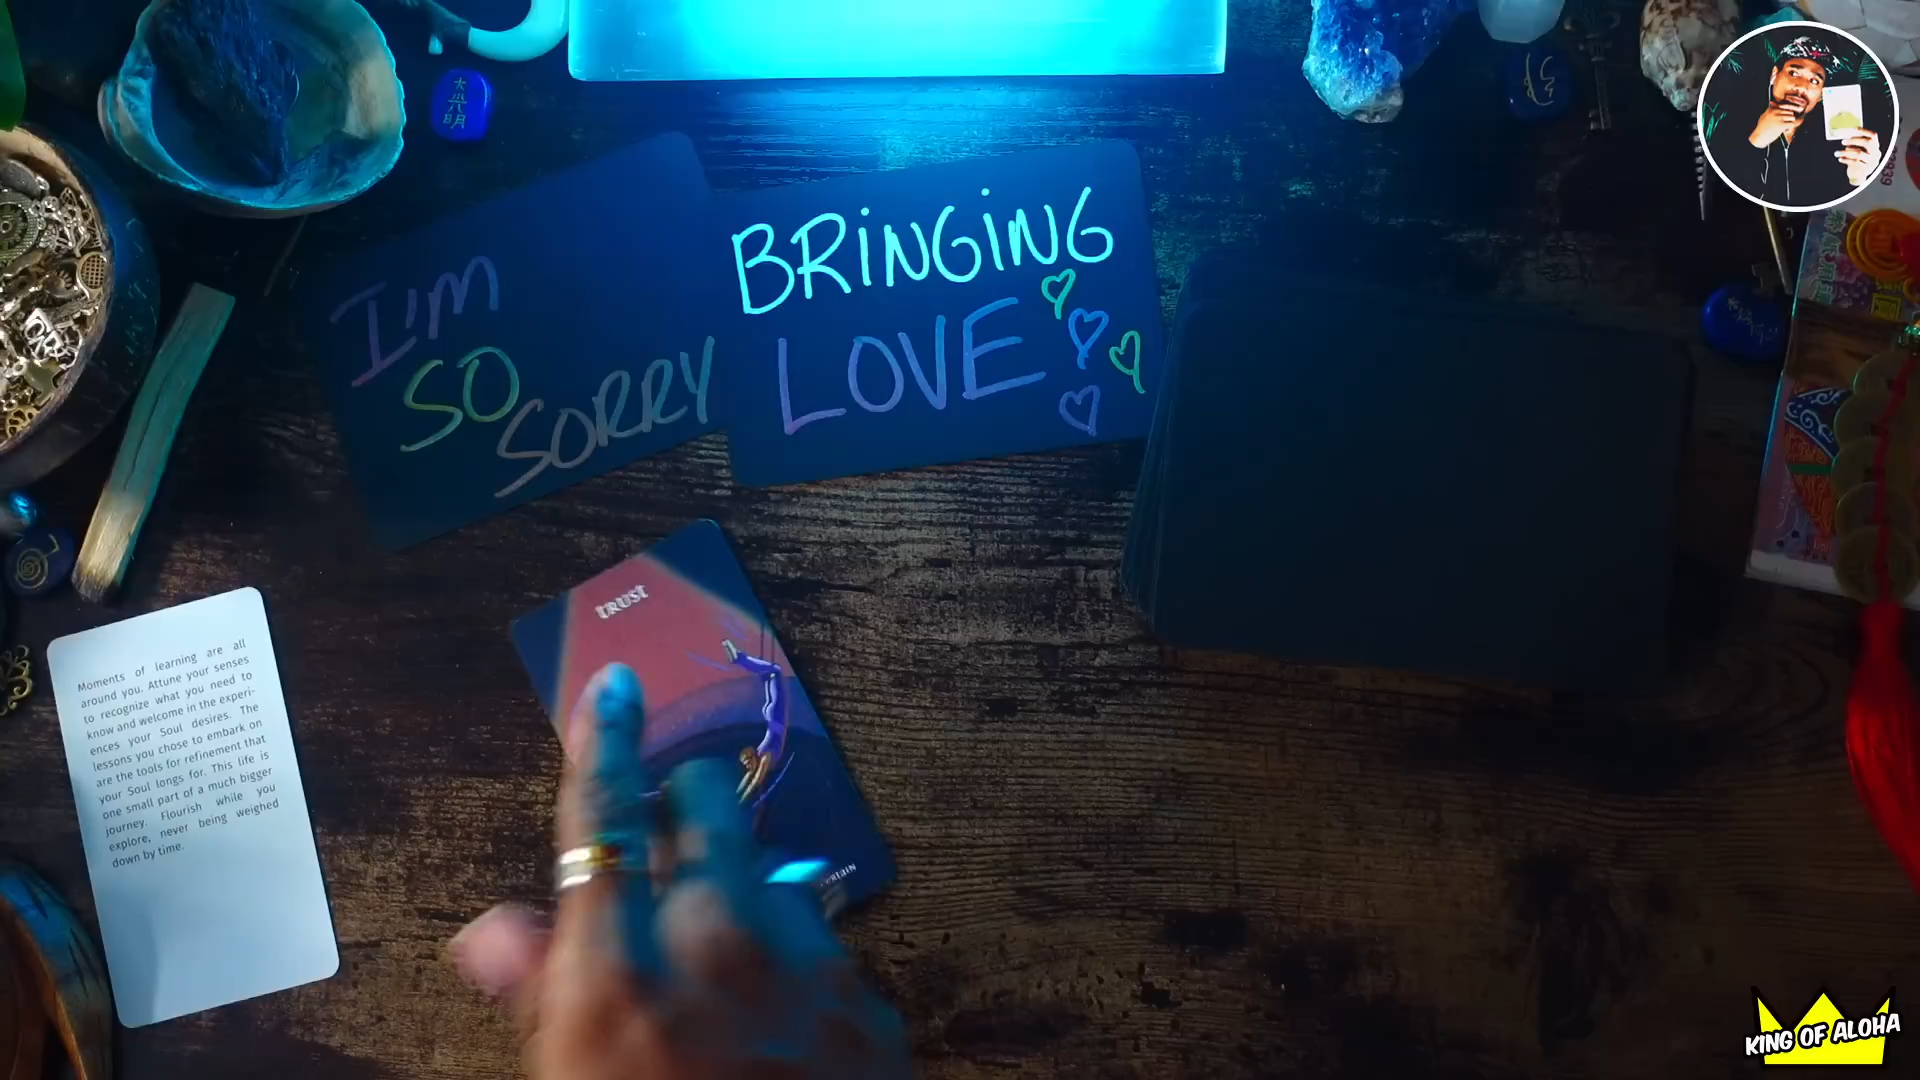 大
光
明
I'M
SO
SORRY
BRINGING
LOVE
TRUST
Moments of learning are all
around you. Attune your senses
to recognize what you need to
know and welcome in the experi-
ences your Soul desires. The
lessons you chose to embark on
are the tools for refinement that
your Soul longs for. This life is
one small part of a much bigger
journey. Flourish while you
explore, never being weighed
down by time.
KING OF ALOHA